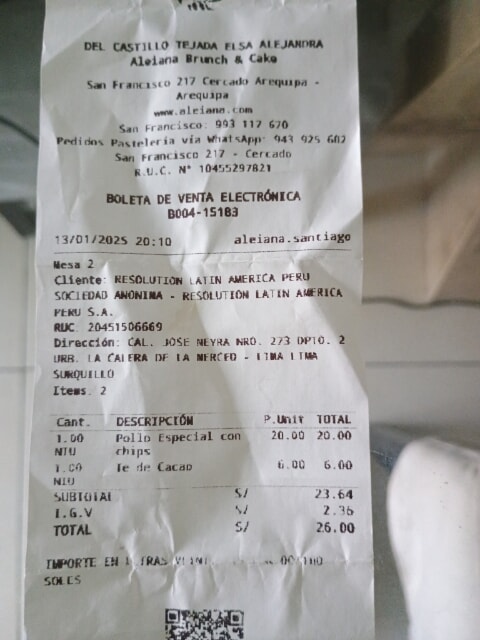 DEL CASTILLO TEJADA ELSA ALEJANDRA
Aleiana Brunch & Cake
San Francisco 217 Cercado Arequipa -
Arequipa
www.aleiana.com
San Francisco: 993 117 670
Pedidos Pasteleria via WhatsApp: 943 925 602
San Francisco 217 - Cercado
R.U.C. N° 10455297821
BOLETA DE VENTA ELECTRÓNICA
B004-15183
13/01/2025 20:10 aleiana.santiago
Mesa 2
Cliente: RESOLUTION LATIN AMERICA PERU
SOCIEDAD ANONIMA - RESOLUTION LATIN AMERICA
PERU S.A.
RUC: 20451506669
Dirección: CAL. JOSE NEYRA NRO. 273 DPTO. 2
URB. LA CALERA DE LA MERCED - LIMA LIMA
SURQUILLO
Items: 2
Cant. DESCRIPCIÓN P.Unit TOTAL
1.00 Pollo Especial con 20.00 20.00
NIU chips
1.00 Te de Cacao 6.00 6.00
NIU
SUBTOTAL S/ 23.64
I.G.V S/ 2.36
TOTAL S/ 26.00
IMPORTE EN LETRAS
SOLES